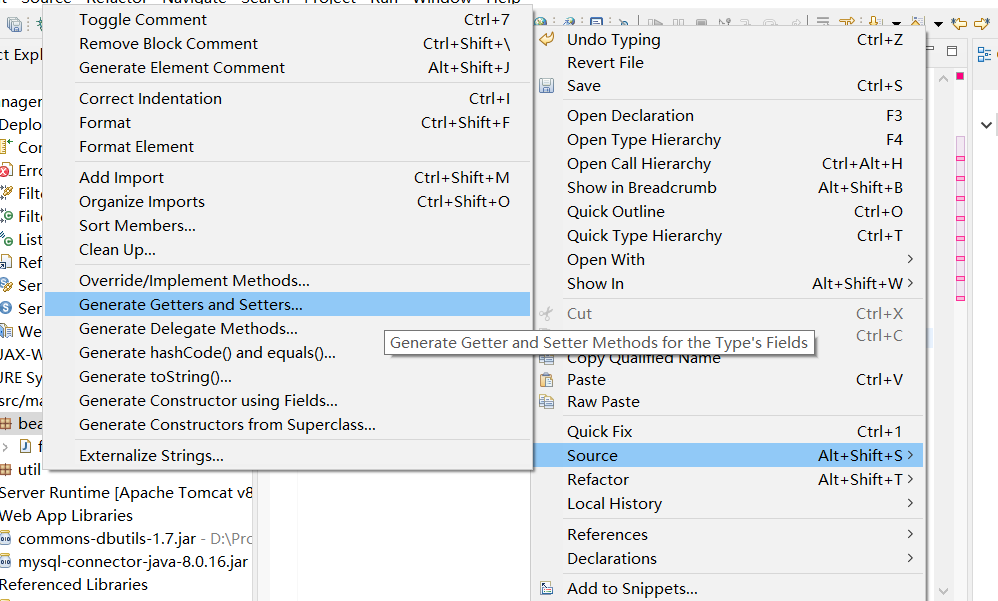 Source Refactor Navigate Search Project Run Window Help
Toggle Comment Ctrl+7
Remove Block Comment Ctrl+Shift+\
Generate Element Comment Alt+Shift+J
Correct Indentation Ctrl+I
Format Ctrl+Shift+F
Format Element
Add Import Ctrl+Shift+M
Organize Imports Ctrl+Shift+O
Sort Members...
Clean Up...
Override/Implement Methods...
Generate Getters and Setters...
Generate Delegate Methods...
Generate hashCode() and equals()...
Generate toString()...
Generate Constructor using Fields...
Generate Constructors from Superclass...
Externalize Strings...
Generate Getter and Setter Methods for the Type's Fields
Undo Typing Ctrl+Z
Revert File
Save Ctrl+S
Open Declaration F3
Open Type Hierarchy F4
Open Call Hierarchy Ctrl+Alt+H
Show in Breadcrumb Alt+Shift+B
Quick Outline Ctrl+O
Quick Type Hierarchy Ctrl+T
Open With
Show In Alt+Shift+W
Cut Ctrl+X
Ctrl+C
Copy Qualified Name
Paste Ctrl+V
Raw Paste
Quick Fix Ctrl+1
Source Alt+Shift+S
Refactor Alt+Shift+T
Local History
References
Declarations
Add to Snippets...
ct Expl
nager
Deplo
Cor
Erro
Filte
Filt
List
Ref
Ser
Ser
We
JAX-W
JRE Sy
src/ma
bea
util
Server Runtime [Apache Tomcat v8
Web App Libraries
commons-dbutils-1.7.jar - D:\Pro
mysql-connector-java-8.0.16.jar
Referenced Libraries